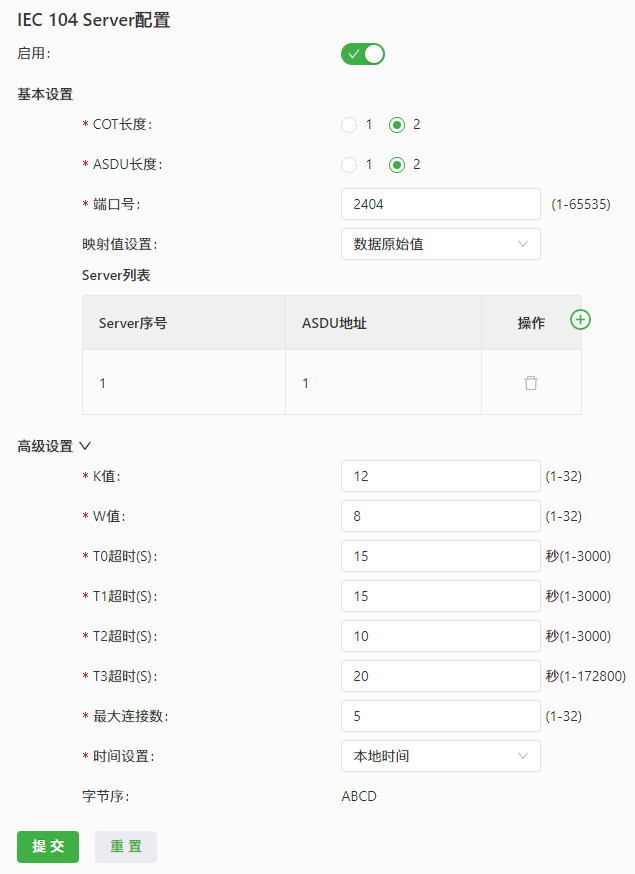 IEC 104 Server配置
启用:
基本设置
* COT长度: 1 2
* ASDU长度: 1 2
* 端口号: 2404 (1-65535)
映射值设置: 数据原始值
Server列表
Server序号 ASDU地址 操作
1 1
高级设置
* K值: 12 (1-32)
* W值: 8 (1-32)
* T0超时(S): 15 秒(1-3000)
* T1超时(S): 15 秒(1-3000)
* T2超时(S): 10 秒(1-3000)
* T3超时(S): 20 秒(1-172800)
* 最大连接数: 5 (1-32)
* 时间设置: 本地时间
字节序: ABCD
提 交 重 置